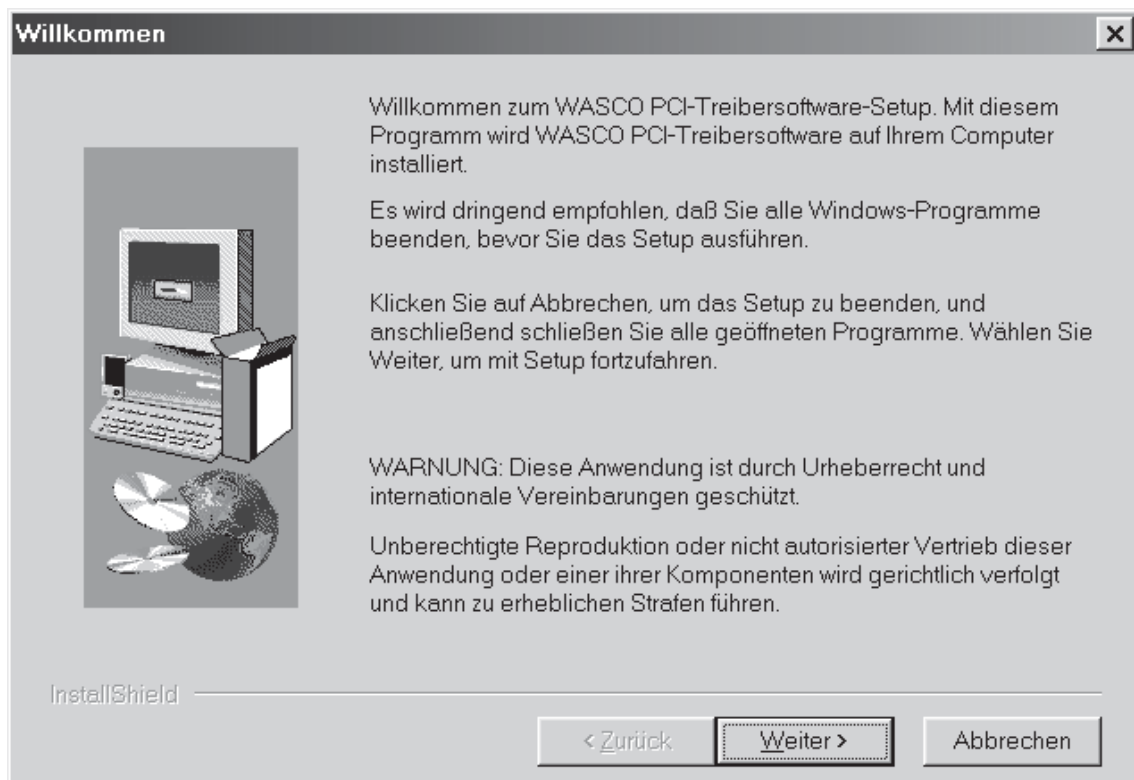 Willkommen
Willkommen zum WASCO PCI-Treibersoftware-Setup. Mit diesem
Programm wird WASCO PCI-Treibersoftware auf Ihrem Computer
installiert.
Es wird dringend empfohlen, daß Sie alle Windows-Programme
beenden, bevor Sie das Setup ausführen.
Klicken Sie auf Abbrechen, um das Setup zu beenden, und
anschließend schließen Sie alle geöffneten Programme. Wählen Sie
Weiter, um mit Setup fortzufahren.
WARNUNG: Diese Anwendung ist durch Urheberrecht und
internationale Vereinbarungen geschützt.
Unberechtigte Reproduktion oder nicht autorisierter Vertrieb dieser
Anwendung oder einer ihrer Komponenten wird gerichtlich verfolgt
und kann zu erheblichen Strafen führen.
InstallShield
< Zurück Weiter > Abbrechen